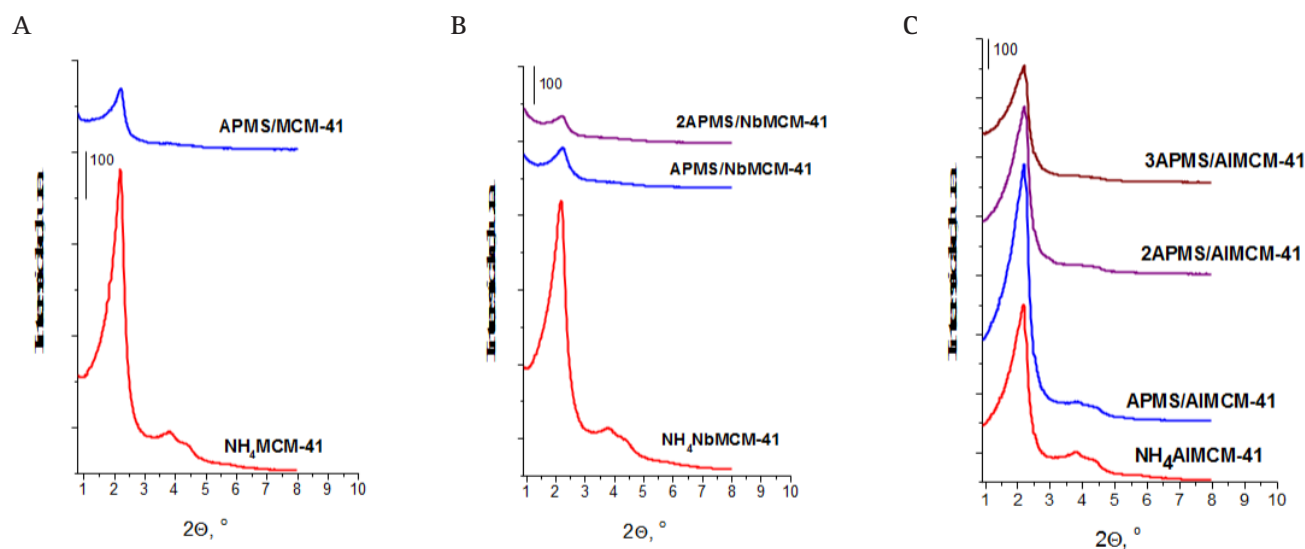 A
APMS/MCM-41
100
NH₄MCM-41
1 2 3 4 5 6 7 8 9 10
2Θ, °
B
100
2APMS/NbMCM-41
APMS/NbMCM-41
NH₄NbMCM-41
1 2 3 4 5 6 7 8 9 10
2Θ, °
C
100
3APMS/AlMCM-41
2APMS/AlMCM-41
APMS/AlMCM-41
NH₄AlMCM-41
1 2 3 4 5 6 7 8 9 10
2Θ, °